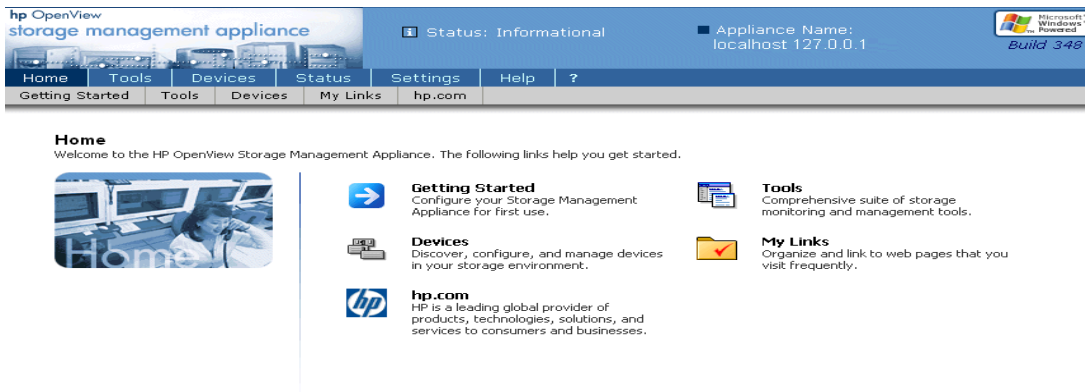 hp OpenView
storage management appliance
Status: Informational
Appliance Name:
localhost 127.0.0.1
Microsoft
Windows
Powered
TM
Build 348
Home Tools Devices Status Settings Help ?
Getting Started Tools Devices My Links hp.com
Home
Welcome to the HP OpenView Storage Management Appliance. The following links help you get started.
Home
Getting Started
Configure your Storage Management
Appliance for first use.
Tools
Comprehensive suite of storage
monitoring and management tools.
Devices
Discover, configure, and manage devices
in your storage environment.
My Links
Organize and link to web pages that you
visit frequently.
hp
hp.com
HP is a leading global provider of
products, technologies, solutions, and
services to consumers and businesses.